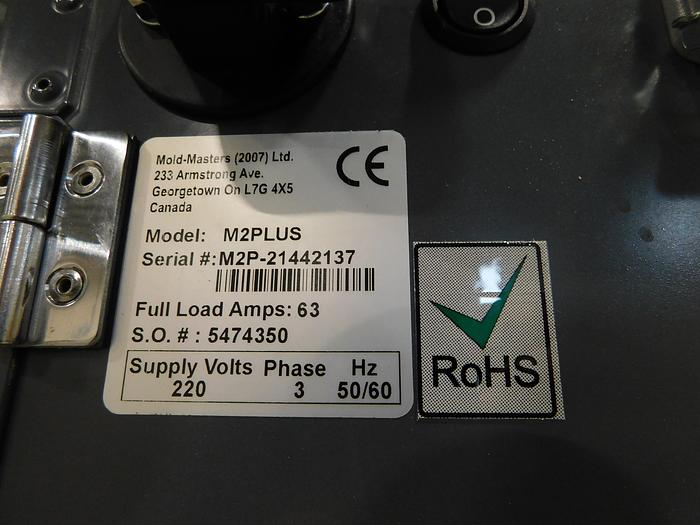 Mold-Masters (2007) Ltd.
233 Armstrong Ave.
Georgetown On L7G 4X5
Canada
CE
Model: M2PLUS
Serial #:M2P-21442137
Full Load Amps: 63
S.O. # : 5474350
Supply Volts Phase Hz
220 3 50/60
RoHS